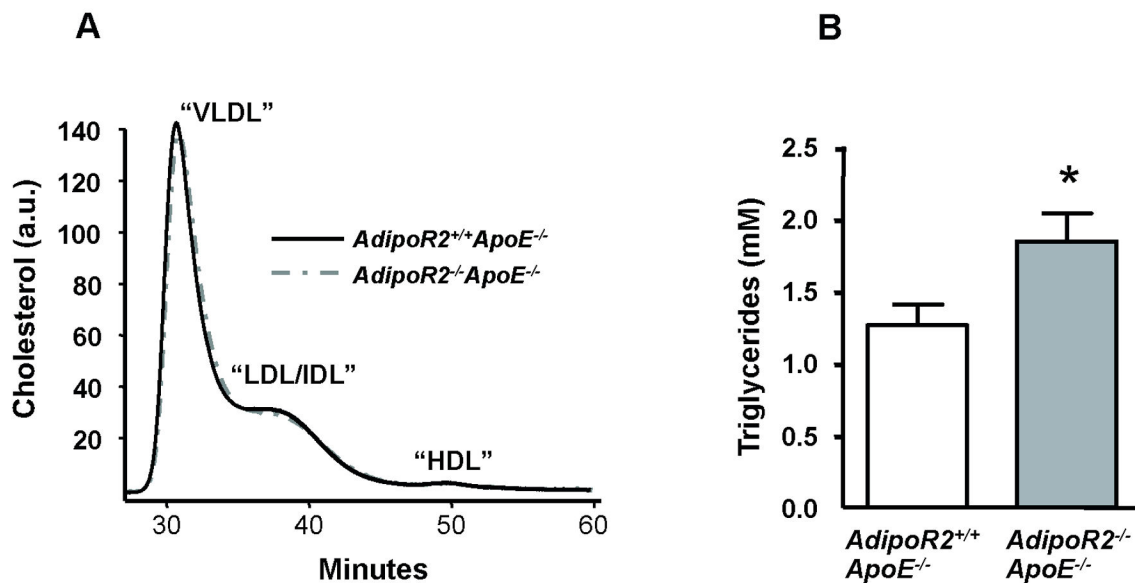 A
“VLDL”
140
120
100
80
60
40
20
Cholesterol (a.u.)
AdipoR2+/+ApoE-/-
AdipoR2-/-ApoE-/-
“LDL/IDL”
“HDL”
30
40
50
60
Minutes
B
2.5
2.0
1.5
1.0
0.5
0.0
Triglycerides (mM)
*
AdipoR2+/+
ApoE-/-
AdipoR2-/-
ApoE-/-